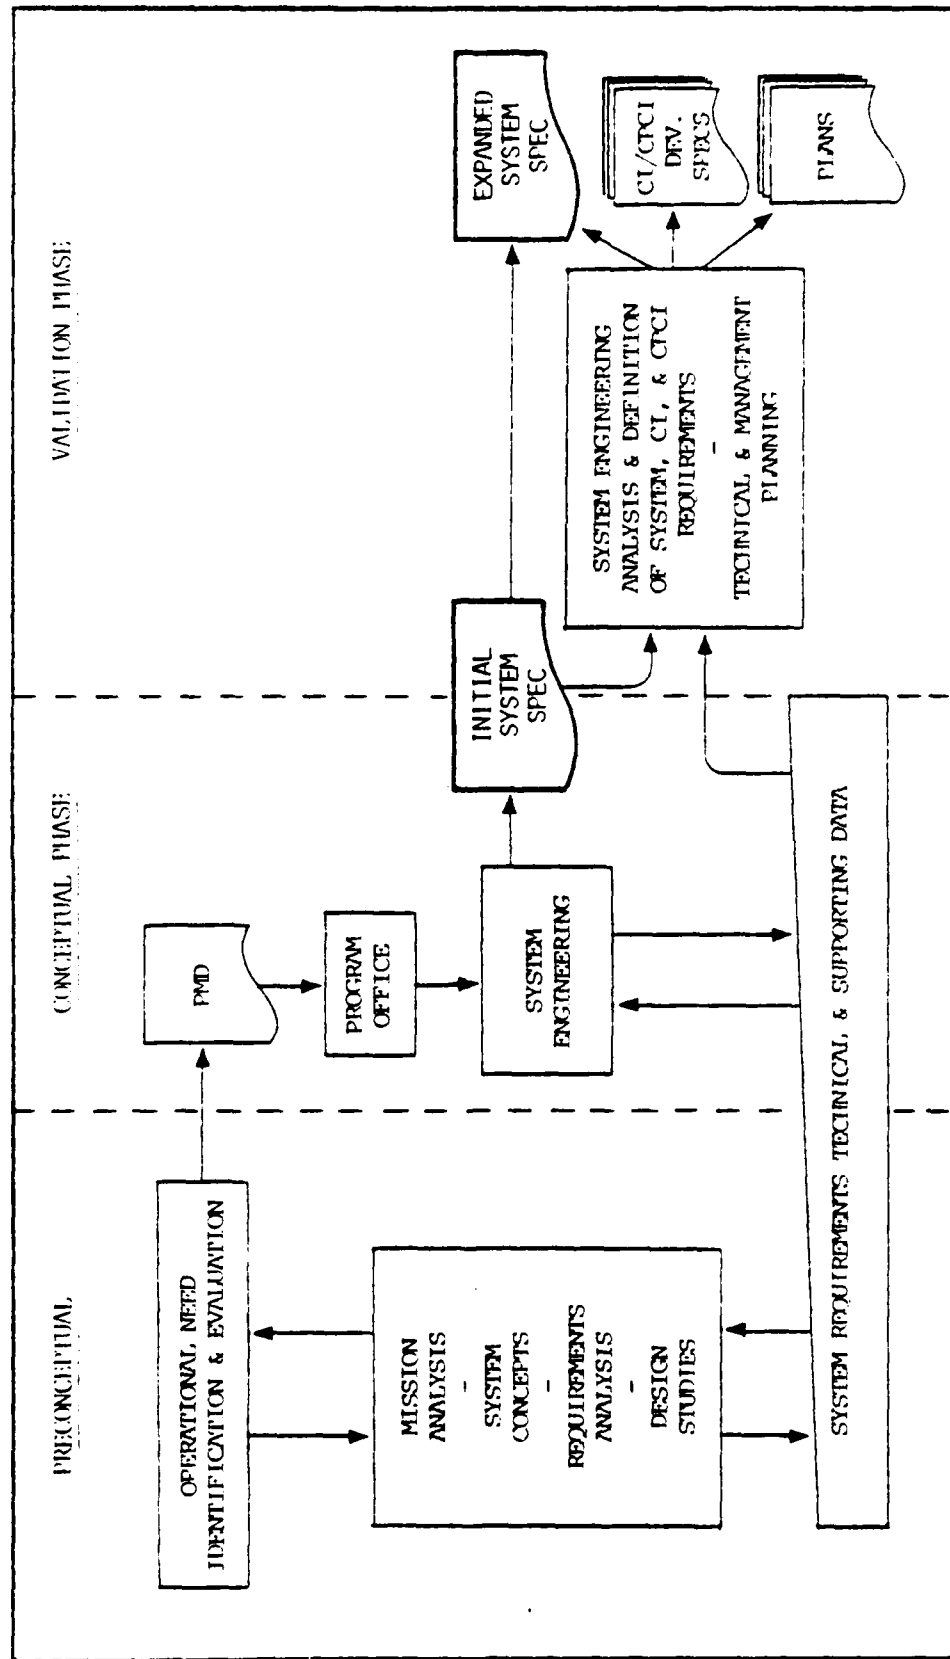 PRECONCEPTUAL
CONCEPTUAL PHASE
VALIDATION PHASE
OPERATIONAL NEED
IDENTIFICATION & EVALUATION
MISSION
ANALYSIS
-
SYSTEM
CONCEPTS
-
REQUIREMENTS
ANALYSIS
-
DESIGN
STUDIES
PMD
PROGRAM
OFFICE
SYSTEM
ENGINEERING
INITIAL
SYSTEM
SPEC
EXPANDED
SYSTEM
SPEC
SYSTEM ENGINEERING
ANALYSIS & DEFINITION
OF SYSTEM, CI, & CPCI
REQUIREMENTS
-
TECHNICAL & MANAGEMENT
PLANNING
CI/CPCI
DEV.
SPECS
PLANS
SYSTEM REQUIREMENTS TECHNICAL & SUPPORTING DATA